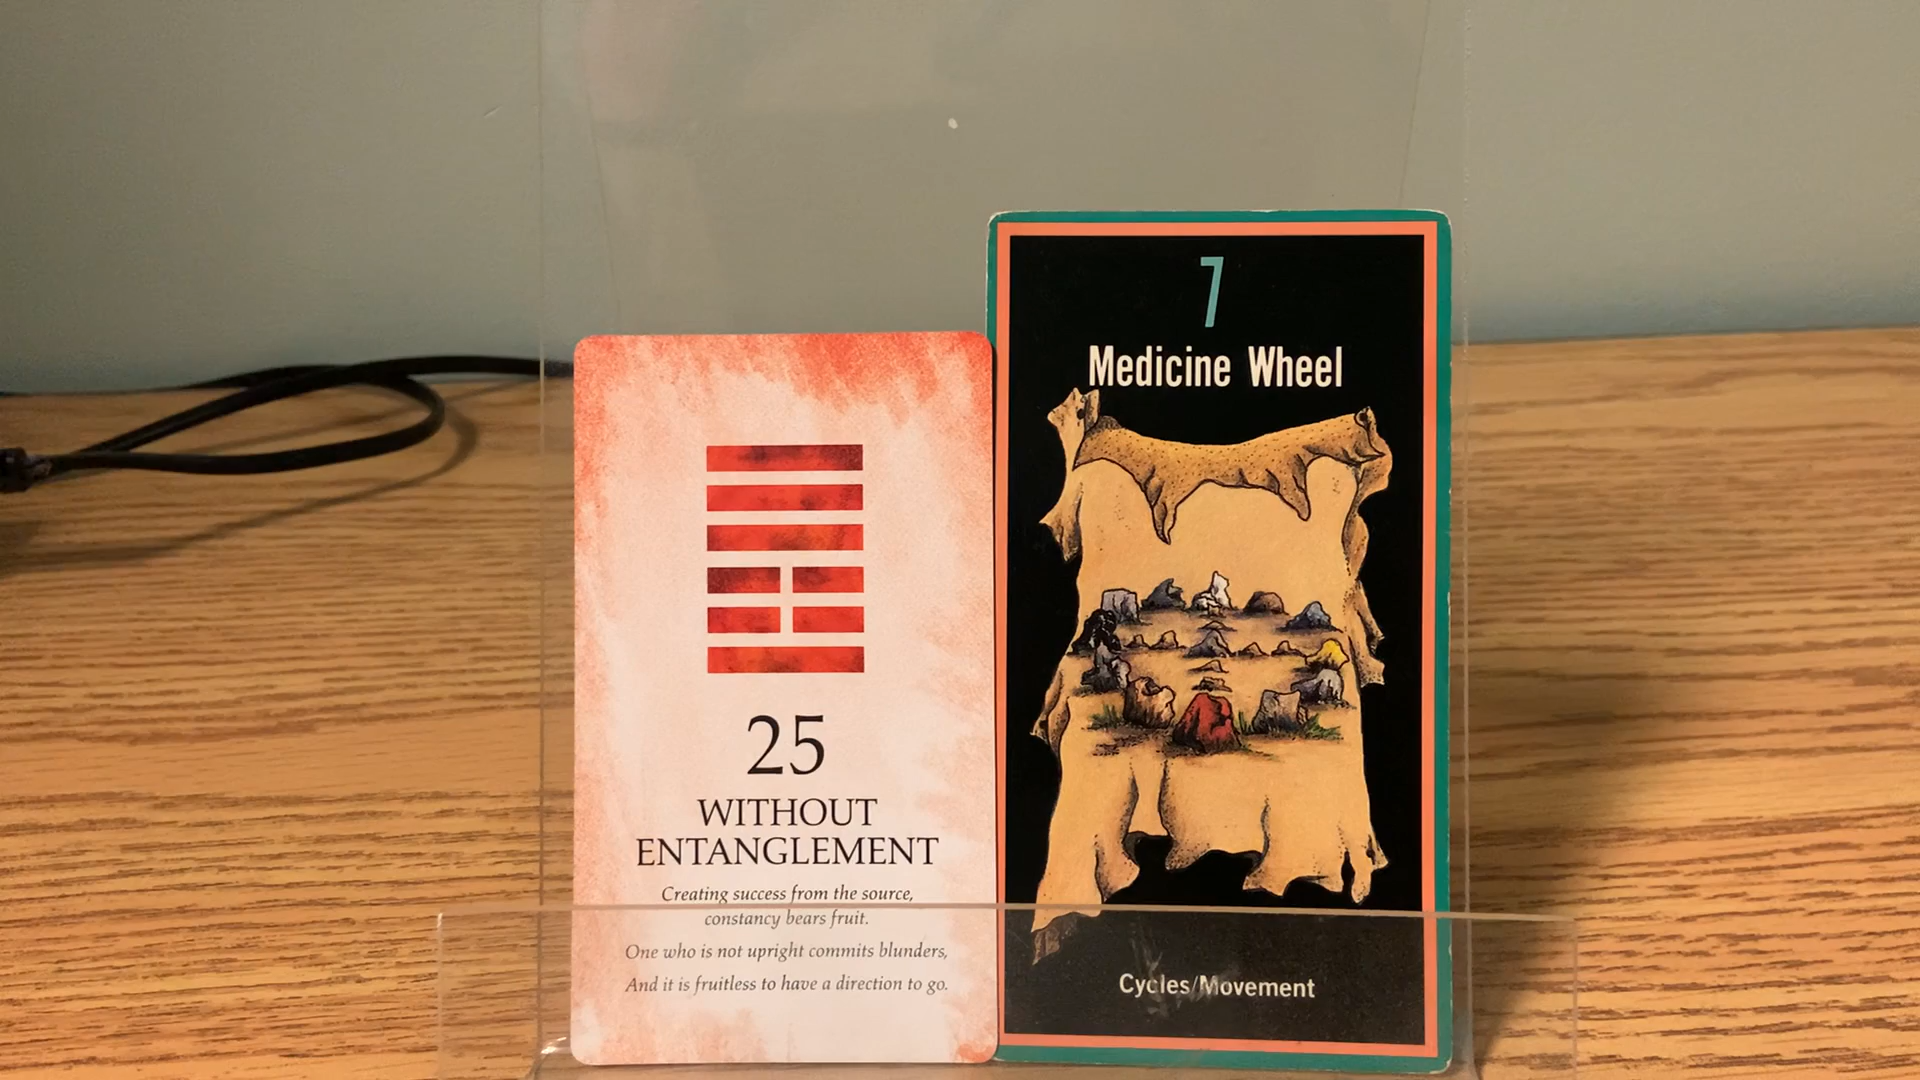 25
WITHOUT
ENTANGLEMENT
Creating success from the source,
constancy bears fruit.
One who is not upright commits blunders,
And it is fruitless to have a direction to go.
7
Medicine Wheel
Cycles/Movement